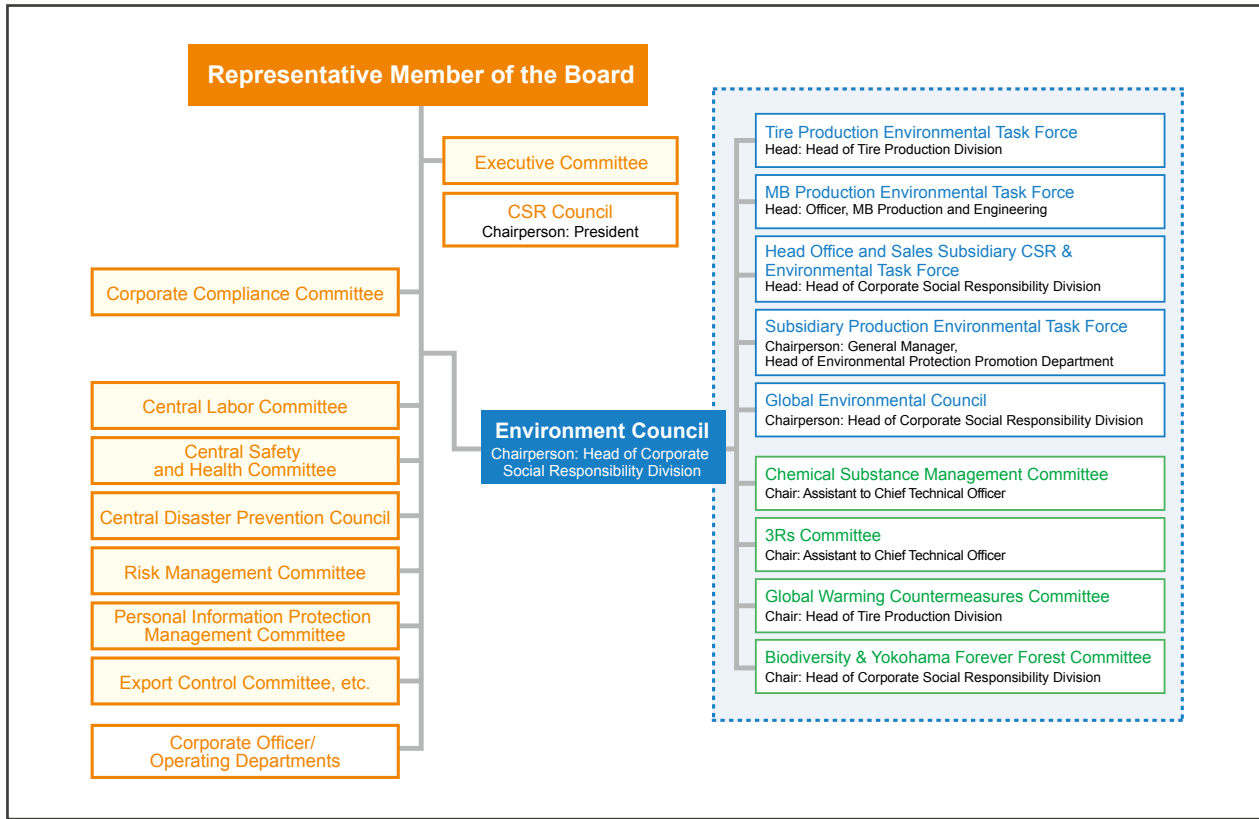 Representative Member of the Board
Executive Committee
CSR Council
Chairperson: President
Corporate Compliance Committee
Central Labor Committee
Central Safety
and Health Committee
Central Disaster Prevention Council
Risk Management Committee
Personal Information Protection
Management Committee
Export Control Committee, etc.
Corporate Officer/
Operating Departments
Environment Council
Chairperson: Head of Corporate
Social Responsibility Division
Tire Production Environmental Task Force
Head: Head of Tire Production Division
MB Production Environmental Task Force
Head: Officer, MB Production and Engineering
Head Office and Sales Subsidiary CSR &
Environmental Task Force
Head: Head of Corporate Social Responsibility Division
Subsidiary Production Environmental Task Force
Chairperson: General Manager,
Head of Environmental Protection Promotion Department
Global Environmental Council
Chairperson: Head of Corporate Social Responsibility Division
Chemical Substance Management Committee
Chair: Assistant to Chief Technical Officer
3Rs Committee
Chair: Assistant to Chief Technical Officer
Global Warming Countermeasures Committee
Chair: Head of Tire Production Division
Biodiversity & Yokohama Forever Forest Committee
Chair: Head of Corporate Social Responsibility Division